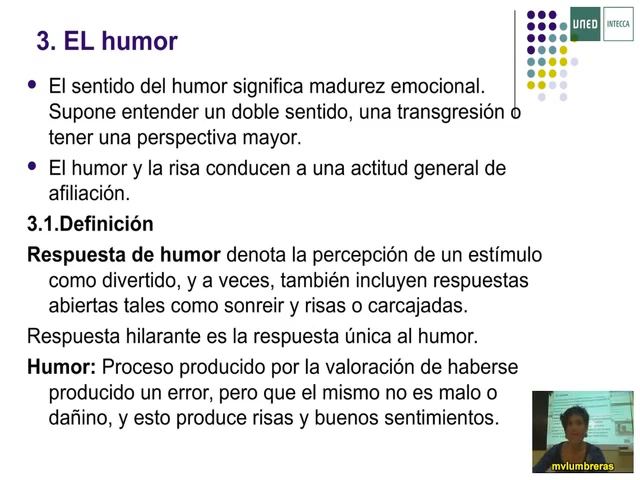 UNED
INTECCA
3. EL humor
El sentido del humor significa madurez emocional.
Supone entender un doble sentido, una transgresión o
tener una perspectiva mayor.
El humor y la risa conducen a una actitud general de
afiliación.
3.1.Definición
Respuesta de humor denota la percepción de un estímulo
como divertido, y a veces, también incluyen respuestas
abiertas tales como sonreir y risas o carcajadas.
Respuesta hilarante es la respuesta única al humor.
Humor: Proceso producido por la valoración de haberse
producido un error, pero que el mismo no es malo o
dañino, y esto produce risas y buenos sentimientos.
mvlumbreras